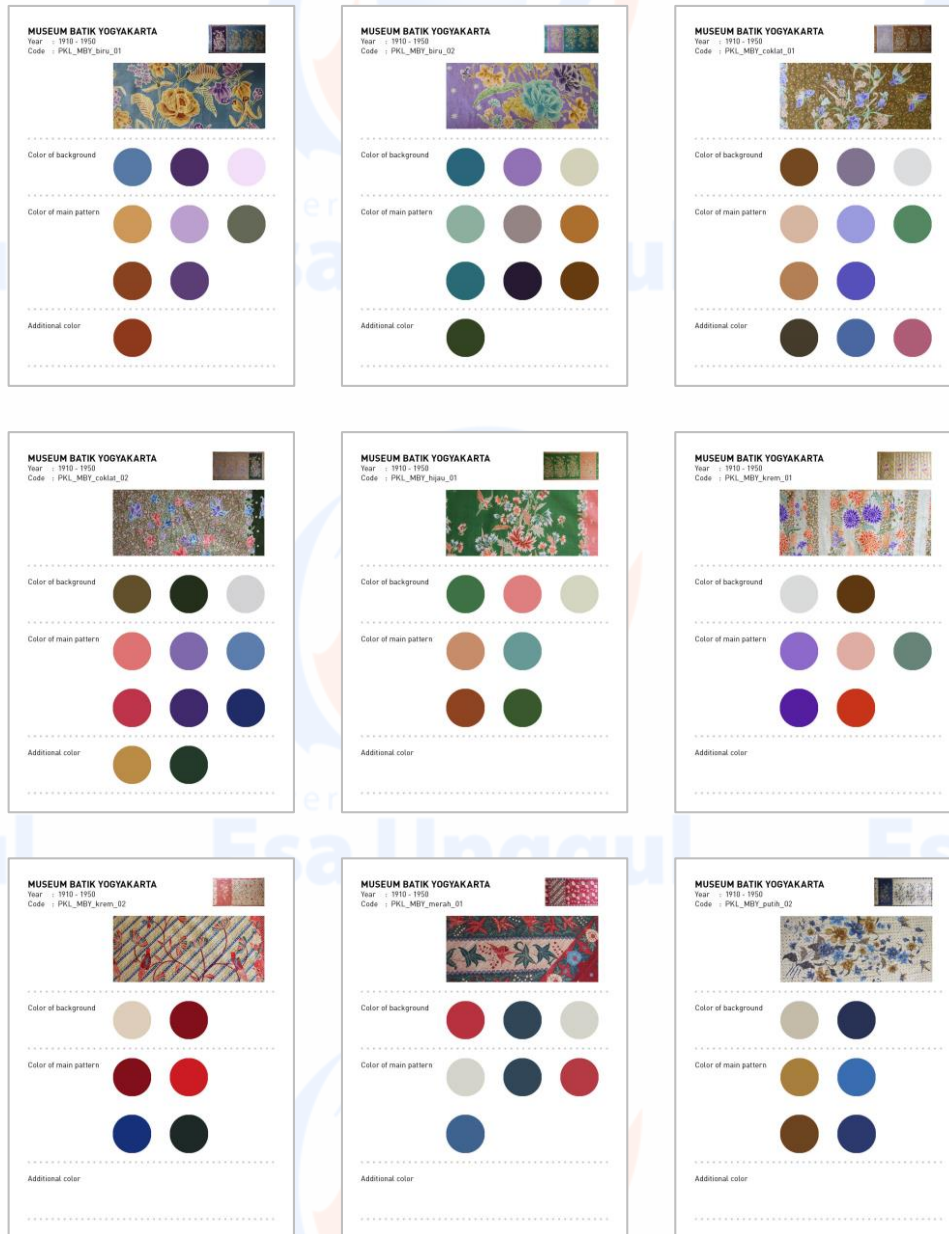 MUSEUM BATIK YOGYAKARTA
Year : 1910 - 1950
Code : PKL_MBY_biru_01
Color of background
Color of main pattern
Additional color
MUSEUM BATIK YOGYAKARTA
Year : 1910 - 1950
Code : PKL_MBY_biru_02
Color of background
Color of main pattern
Additional color
MUSEUM BATIK YOGYAKARTA
Year : 1910 - 1950
Code : PKL_MBY_coklat_01
Color of background
Color of main pattern
Additional color
MUSEUM BATIK YOGYAKARTA
Year : 1910 - 1950
Code : PKL_MBY_coklat_02
Color of background
Color of main pattern
Additional color
MUSEUM BATIK YOGYAKARTA
Year : 1910 - 1950
Code : PKL_MBY_hijau_01
Color of background
Color of main pattern
Additional color
MUSEUM BATIK YOGYAKARTA
Year : 1910 - 1950
Code : PKL_MBY_krem_01
Color of background
Color of main pattern
Additional color
Esa Unggul
MUSEUM BATIK YOGYAKARTA
Year : 1910 - 1950
Code : PKL_MBY_krem_02
Color of background
Color of main pattern
Additional color
MUSEUM BATIK YOGYAKARTA
Year : 1910 - 1950
Code : PKL_MBY_merah_01
Color of background
Color of main pattern
Additional color
MUSEUM BATIK YOGYAKARTA
Year : 1910 - 1950
Code : PKL_MBY_putih_02
Color of background
Color of main pattern
Additional color